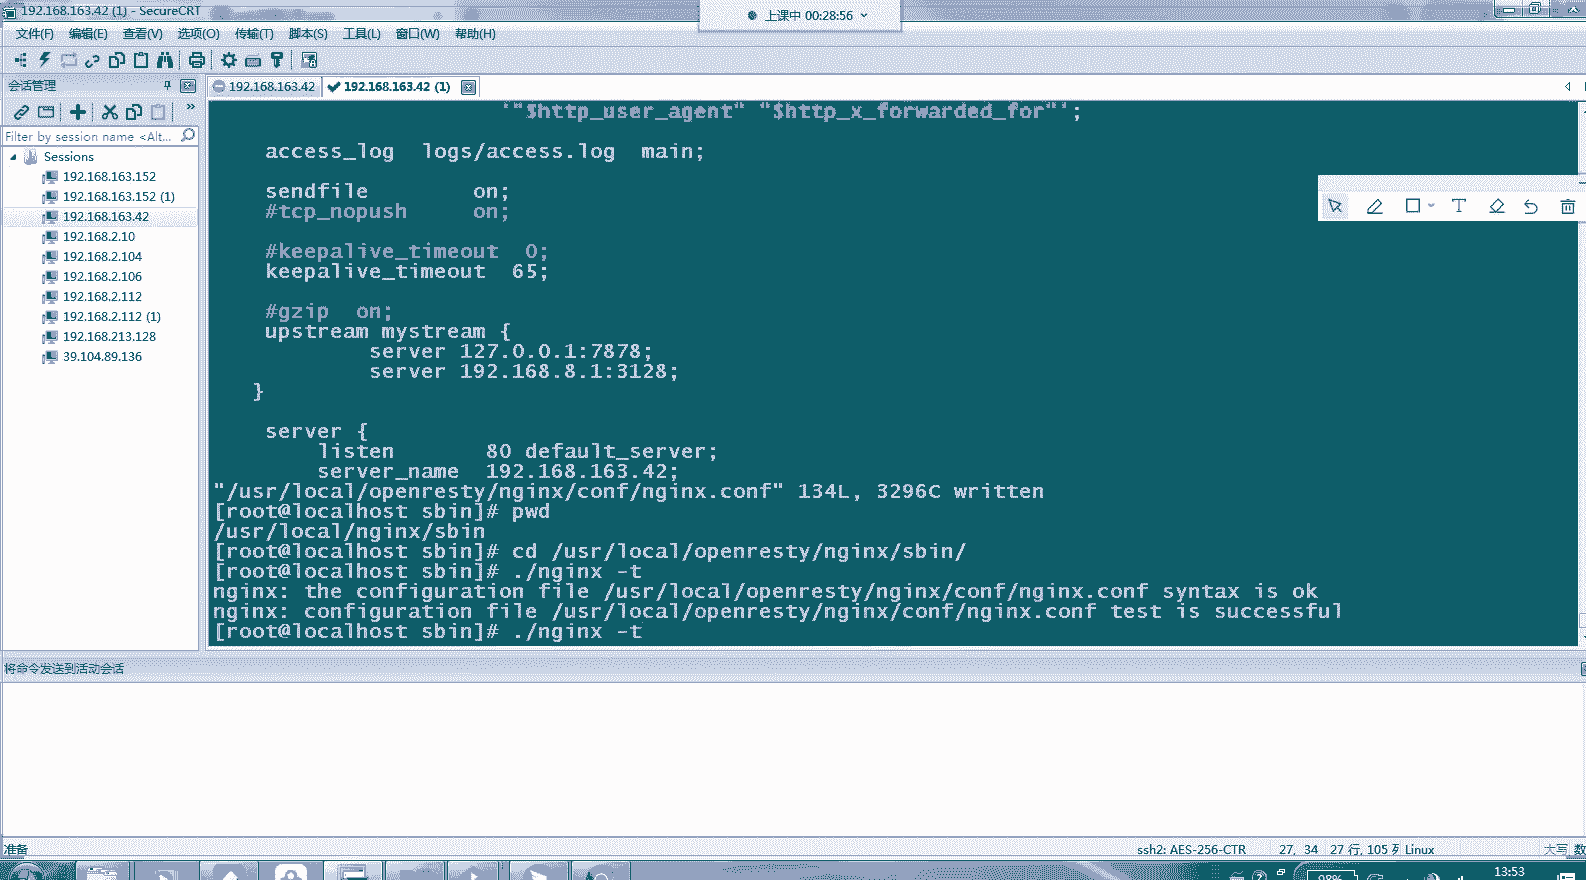 192.168.163.42 (1) - SecureCRT
上课中 00:28:56
文件(F) 编辑(E) 查看(V) 选项(O) 传输(T) 脚本(S) 工具(L) 窗口(W) 帮助(H)
会话管理
192.168.163.42
192.168.163.42 (1)
Filter by session name <Alt...
Sessions
192.168.163.152
192.168.163.152 (1)
192.168.163.42
192.168.2.10
192.168.2.104
192.168.2.106
192.168.2.112
192.168.2.112 (1)
192.168.213.128
39.104.89.136
'"$http_user_agent" "$http_x_forwarded_for"';
access_log logs/access.log main;
sendfile on;
#tcp_nopush on;
#keepalive_timeout 0;
keepalive_timeout 65;
#gzip on;
upstream mystream {
server 127.0.0.1:7878;
server 192.168.8.1:3128;
}
server {
listen 80 default_server;
server_name 192.168.163.42;
"/usr/local/openresty/nginx/conf/nginx.conf" 134L, 3296C written
[root@localhost sbin]# pwd
/usr/local/nginx/sbin
[root@localhost sbin]# cd /usr/local/openresty/nginx/sbin/
[root@localhost sbin]# ./nginx -t
nginx: the configuration file /usr/local/openresty/nginx/conf/nginx.conf syntax is ok
nginx: configuration file /usr/local/openresty/nginx/conf/nginx.conf test is successful
[root@localhost sbin]# ./nginx -t
T
将命令发送到活动会话
准备
ssh2: AES-256-CTR 27, 34 27 行, 105 列 Linux 大写 数
98%
13:53